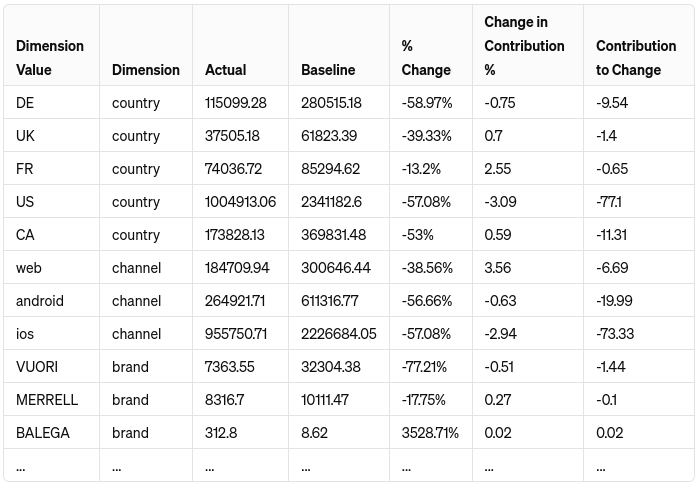 Dimension Value | Dimension | Actual | Baseline | % Change | Change in Contribution % | Contribution to Change
DE | country | 115099.28 | 280515.18 | -58.97% | -0.75 | -9.54
UK | country | 37505.18 | 61823.39 | -39.33% | 0.7 | -1.4
FR | country | 74036.72 | 85294.62 | -13.2% | 2.55 | -0.65
US | country | 1004913.06 | 2341182.6 | -57.08% | -3.09 | -77.1
CA | country | 173828.13 | 369831.48 | -53% | 0.59 | -11.31
web | channel | 184709.94 | 300646.44 | -38.56% | 3.56 | -6.69
android | channel | 264921.71 | 611316.77 | -56.66% | -0.63 | -19.99
ios | channel | 955750.71 | 2226684.05 | -57.08% | -2.94 | -73.33
VUORI | brand | 7363.55 | 32304.38 | -77.21% | -0.51 | -1.44
MERRELL | brand | 8316.7 | 10111.47 | -17.75% | 0.27 | -0.1
BALEGA | brand | 312.8 | 8.62 | 3528.71% | 0.02 | 0.02
... | ... | ... | ... | ... | ... | ...